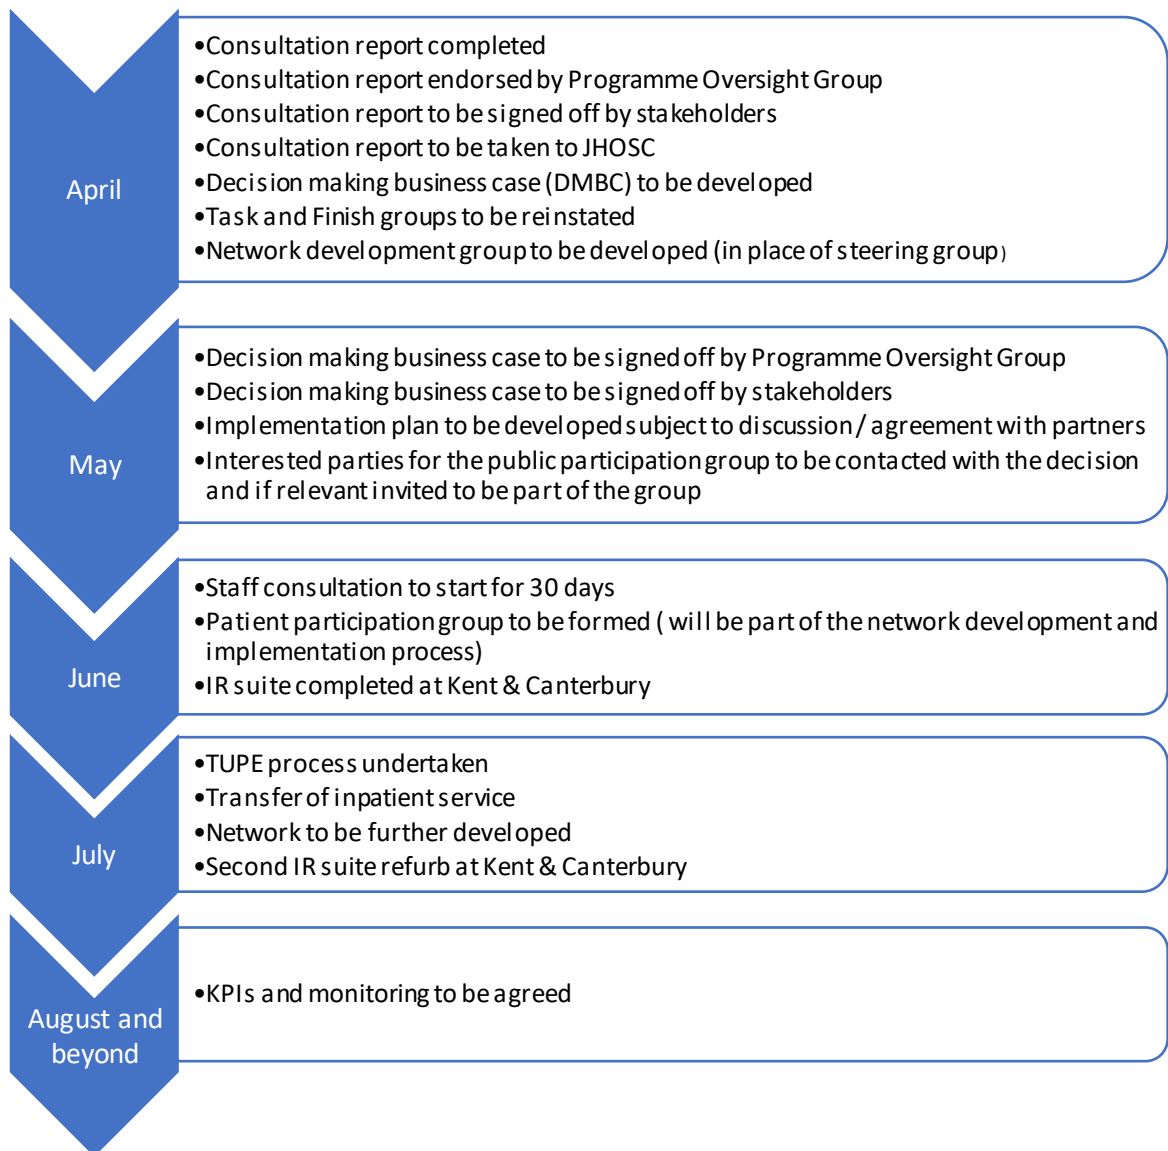 April
•Consultation report completed
•Consultation report endorsed by Programme Oversight Group
•Consultation report to be signed off by stakeholders
•Consultation report to be taken to JHOSC
•Decision making business case (DMBC) to be developed
•Task and Finish groups to be reinstated
•Network development group to be developed (in place of steering group)
May
•Decision making business case to be signed off by Programme Oversight Group
•Decision making business case to be signed off by stakeholders
•Implementation plan to be developed subject to discussion / agreement with partners
•Interested parties for the public participation group to be contacted with the decision
and if relevant invited to be part of the group
June
•Staff consultation to start for 30 days
•Patient participation group to be formed ( will be part of the network development and
implementation process)
•IR suite completed at Kent & Canterbury
July
•TUPE process undertaken
•Transfer of inpatient service
•Network to be further developed
•Second IR suite refurb at Kent & Canterbury
August and
beyond
•KPIs and monitoring to be agreed